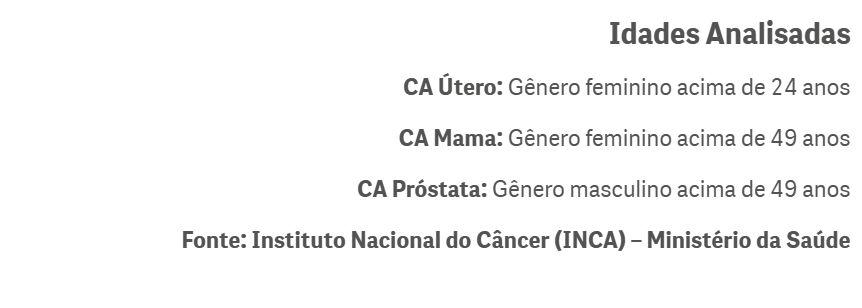 Idades Analisadas
CA Útero: Gênero feminino acima de 24 anos
CA Mama: Gênero feminino acima de 49 anos
CA Próstata: Gênero masculino acima de 49 anos
Fonte: Instituto Nacional do Câncer (INCA) – Ministério da Saúde